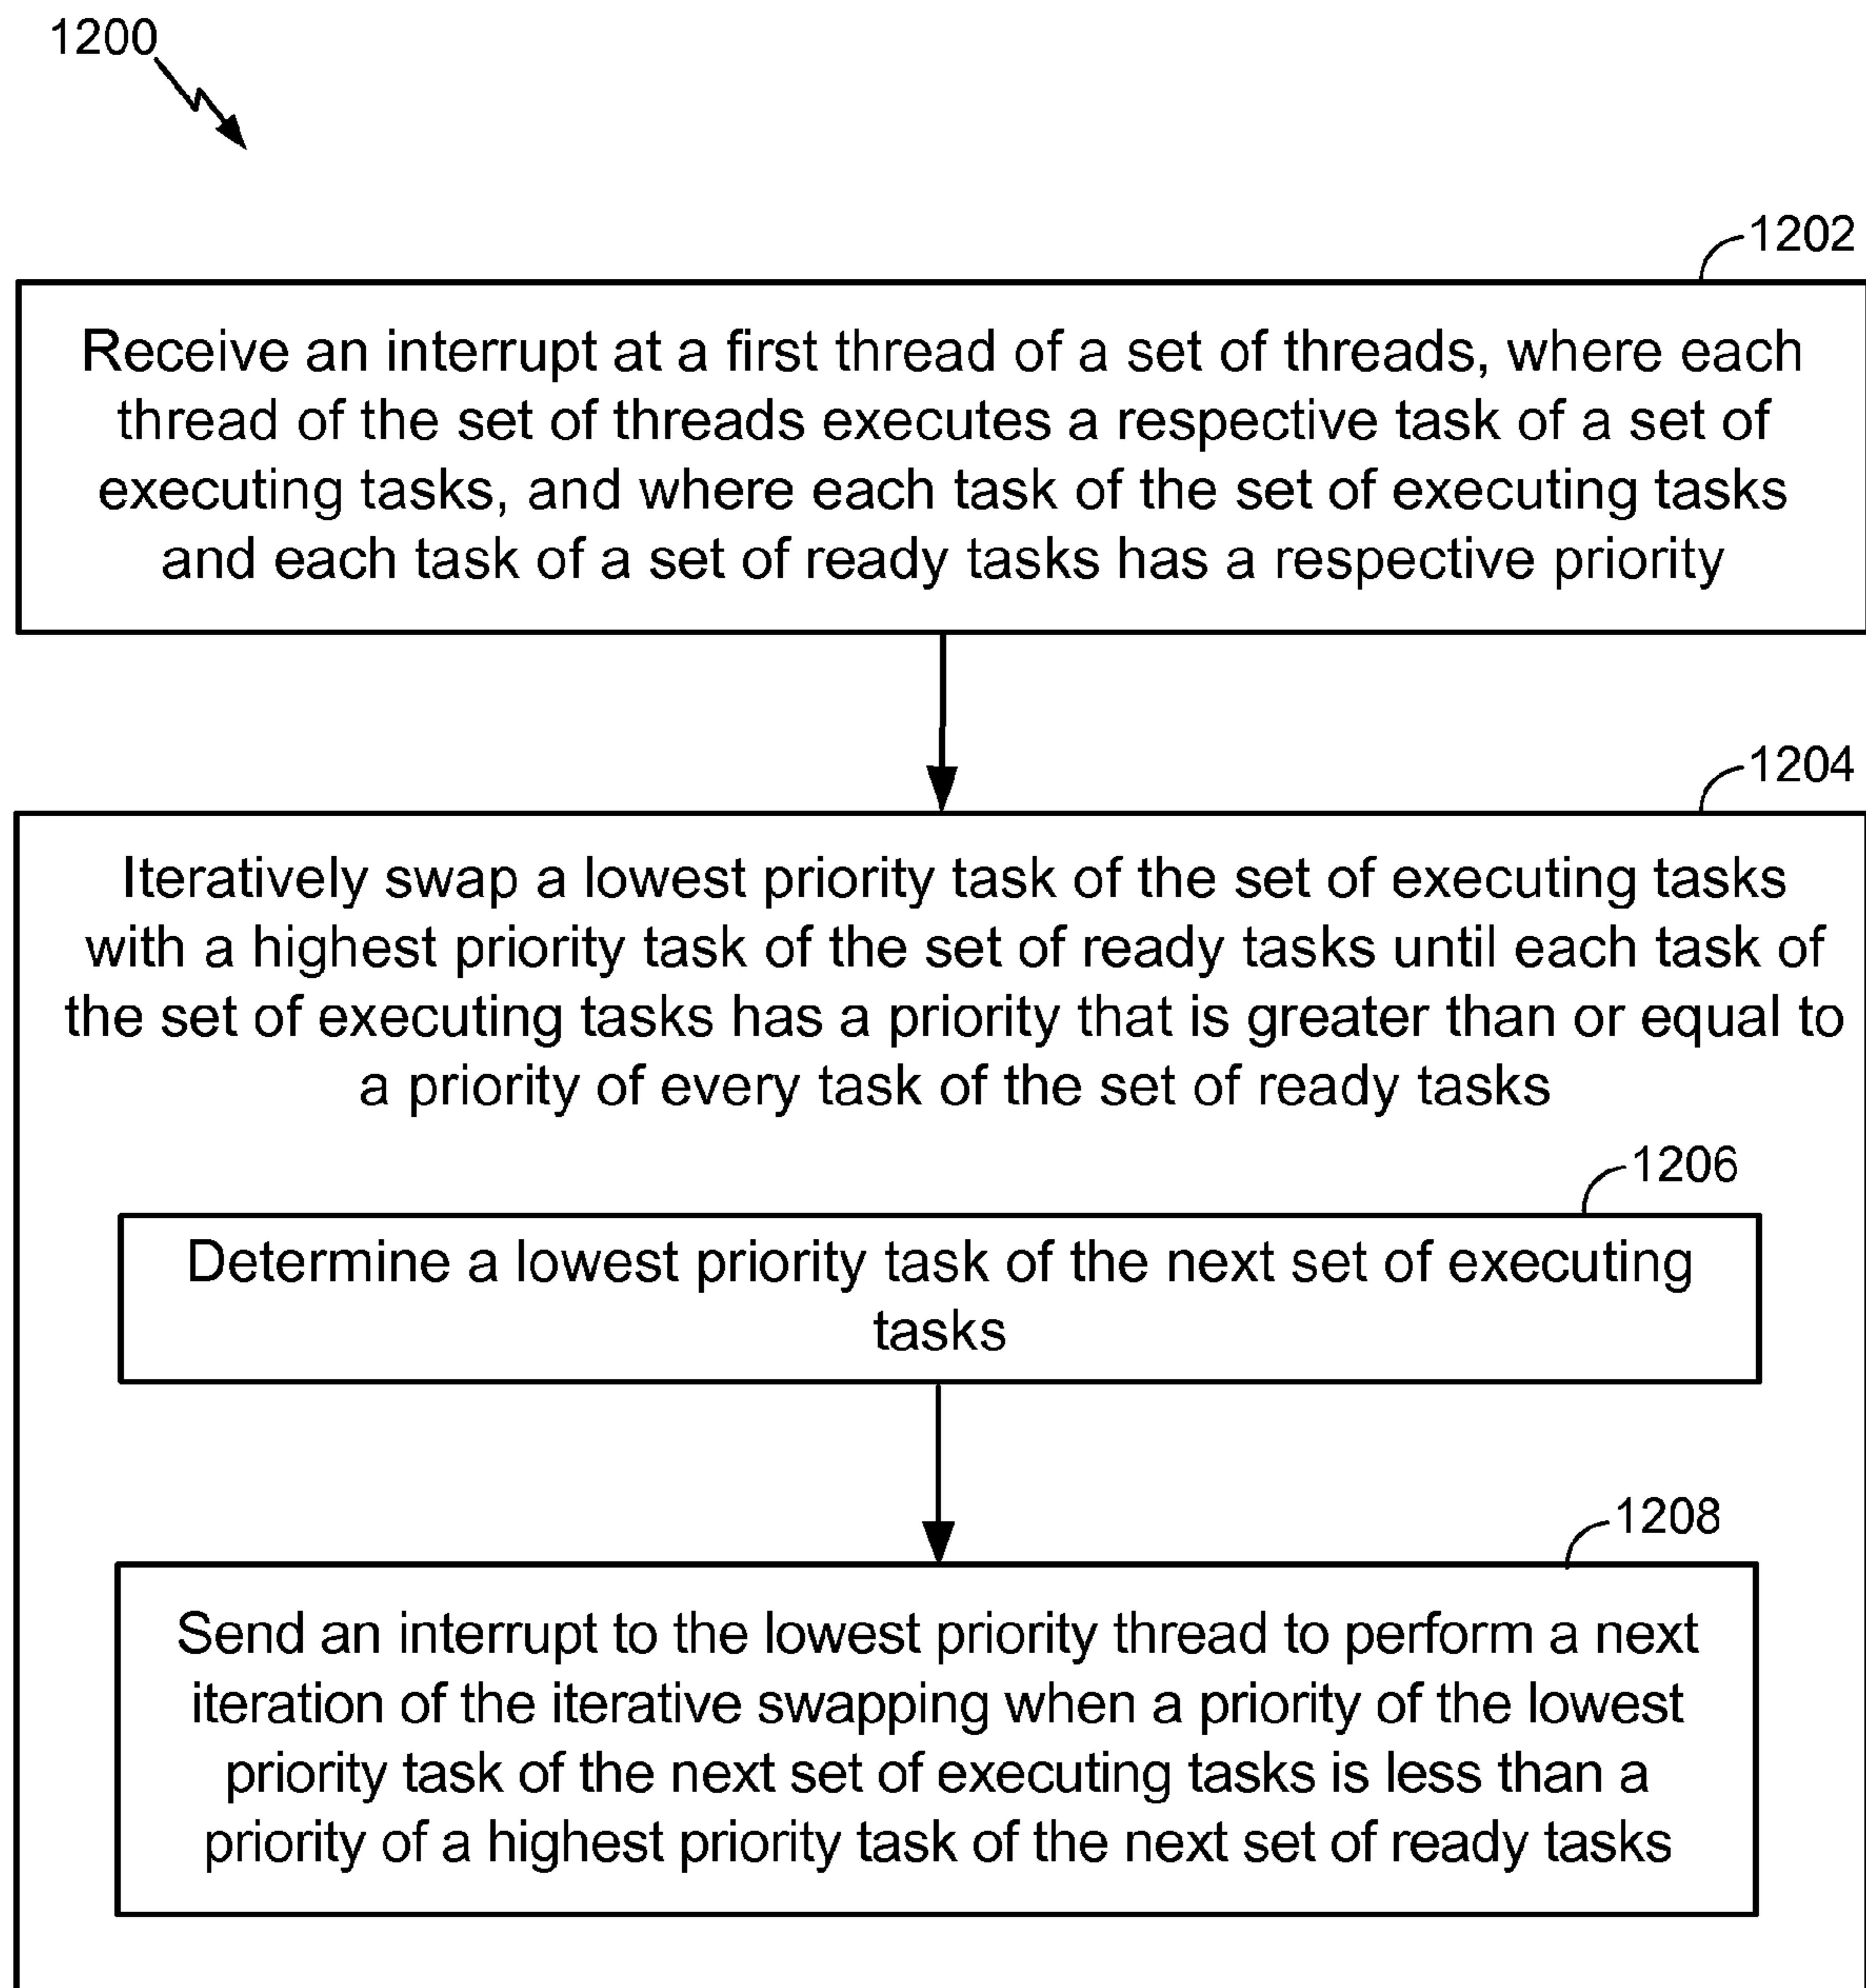 1200
1202
Receive an interrupt at a first thread of a set of threads, where each
thread of the set of threads executes a respective task of a set of
executing tasks, and where each task of the set of executing tasks
and each task of a set of ready tasks has a respective priority
1204
Iteratively swap a lowest priority task of the set of executing tasks
with a highest priority task of the set of ready tasks until each task of
the set of executing tasks has a priority that is greater than or equal to
a priority of every task of the set of ready tasks
1206
Determine a lowest priority task of the next set of executing
tasks
1208
Send an interrupt to the lowest priority thread to perform a next
iteration of the iterative swapping when a priority of the lowest
priority task of the next set of executing tasks is less than a
priority of a highest priority task of the next set of ready tasks